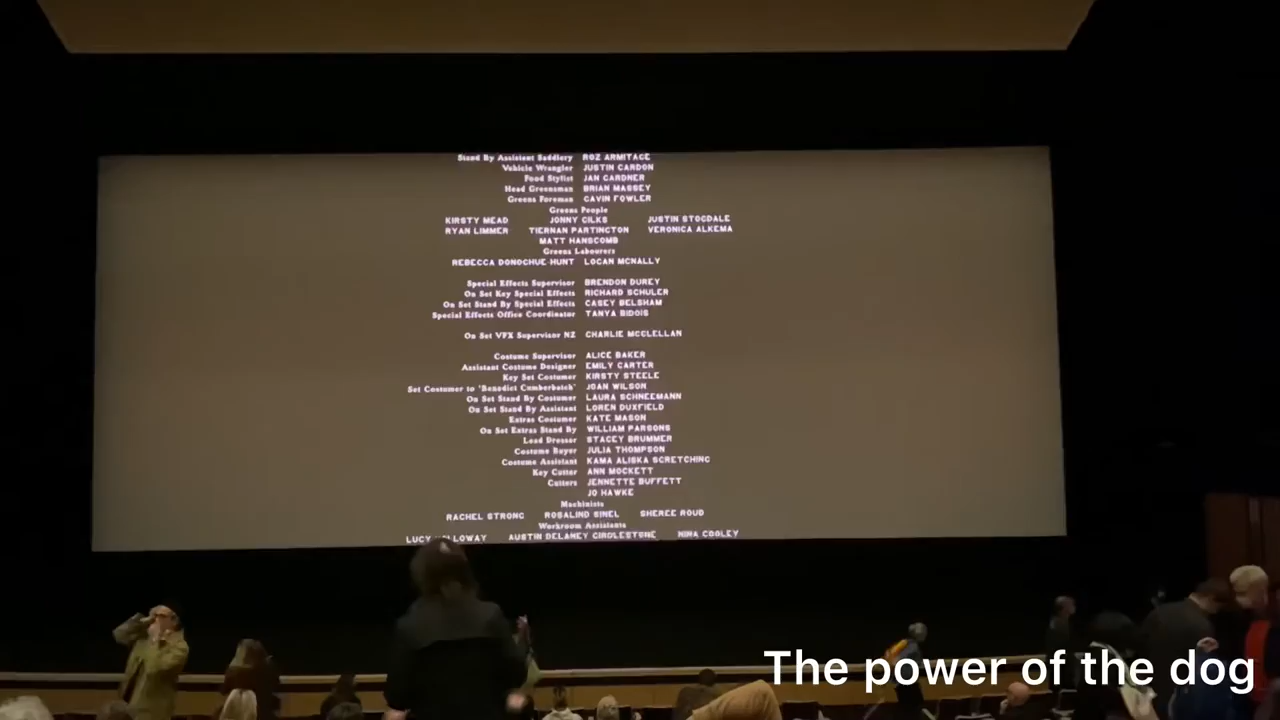 Stand By Assistant Saddlery ROZ ARMITAGE
Vehicle Wrangler JUSTIN CARDON
Food Stylist JAN CARDNER
Head Greensman BRIAN MASSEY
Greens Foreman GAVIN FOWLER
Greens People
KIRSTY MEAD JONNY GILKS JUSTIN STOCDALE
RYAN LIMMER TIERNAN PARTINGTON VERONICA ALKEMA
MATT HANSCOMB
Greens Labourers
REBECCA DONOCHUE-HUNT LOGAN MCNALLY
Special Effects Supervisor BRENDON DUREY
On Set Key Special Effects RICHARD SCHULER
On Set Stand By Special Effects CASEY BELSHAM
Special Effects Office Coordinator TANYA BIDOIS
On Set VFX Supervisor NZ CHARLIE MCCLELLAN
Costume Supervisor ALICE BAKER
Assistant Costume Designer EMILY CARTER
Key Set Costumer KIRSTY STEELE
Set Costumer to 'Benedict Cumberbatch' JOAN WILSON
On Set Stand By Costumer LAURA SCHNEEMANN
On Set Stand By Assistant LOREN DUXFIELD
Extras Costumer KATE MASON
On Set Extras Stand By WILLIAM PARSONS
Lead Dresser STACEY BRUMMER
Costume Buyer JULIA THOMPSON
Costume Assistant KAMA ALISKA SCRETCHING
Key Cutter ANN MOCKETT
Cutters JENNETTE BUFFETT
JO HAWKE
Machinists
RACHEL STRONG ROSALIND SINEL SHEREE ROUD
Workroom Assistants
LUCY AUSTIN DELANEY GIRDLESTONE NINA COOLEY
The power of the dog